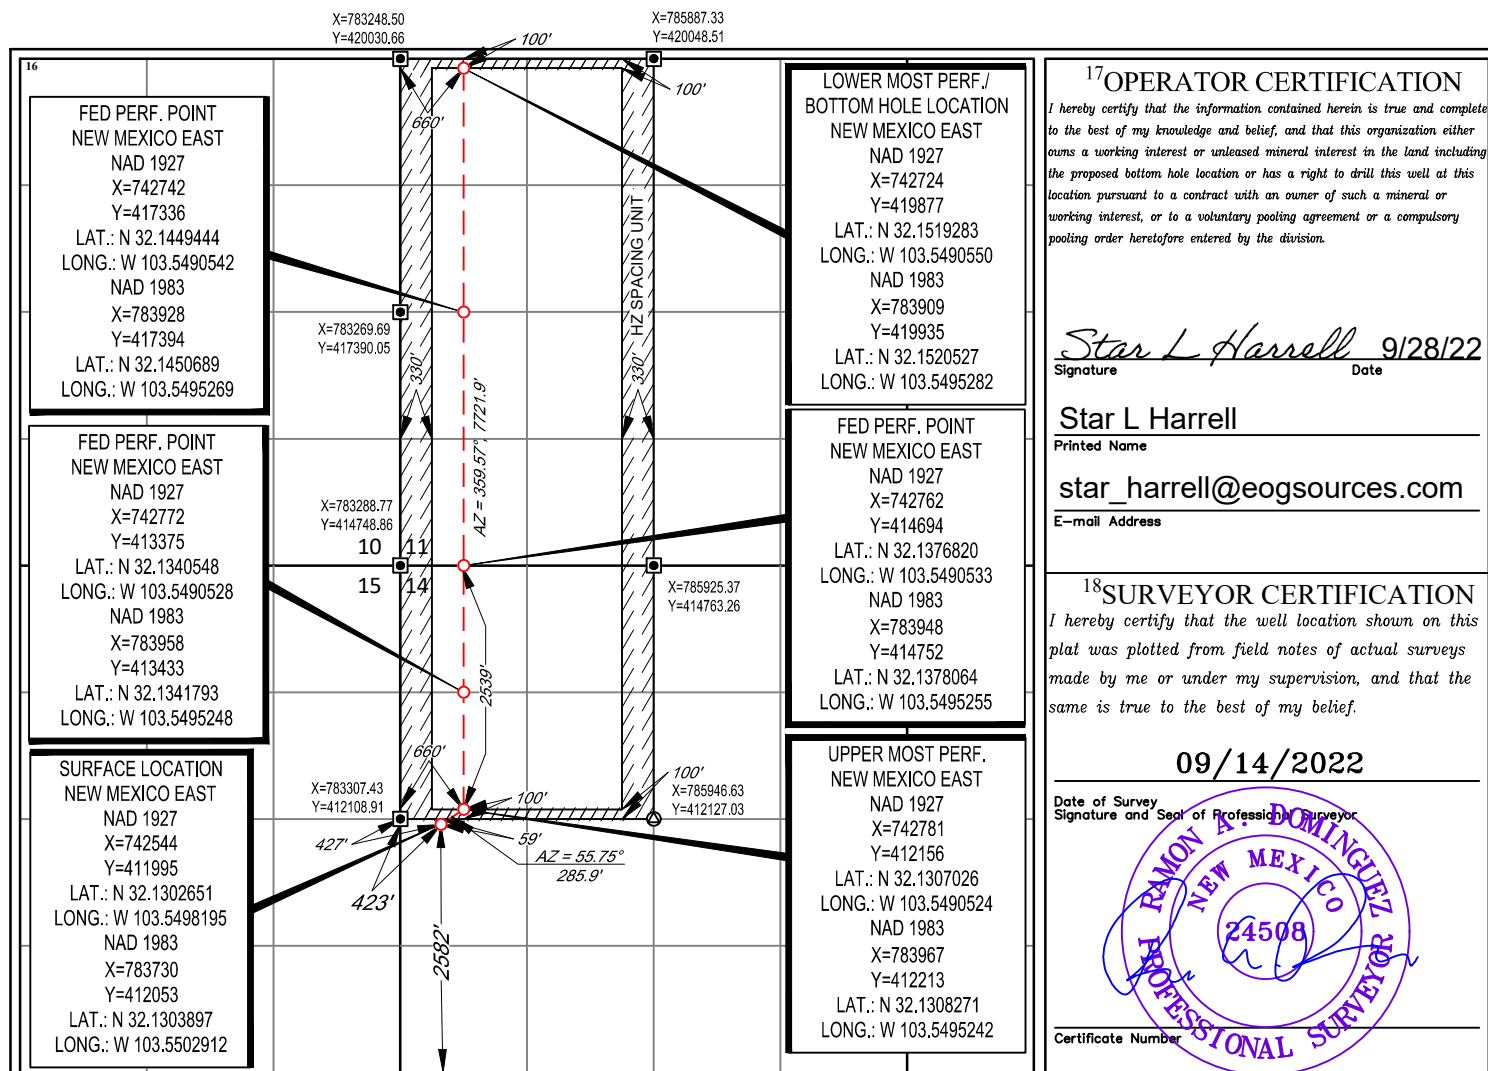 16
X=783248.50
Y=420030.66
X=785887.33
Y=420048.51
100'
100'
660'
FED PERF. POINT
NEW MEXICO EAST
NAD 1927
X=742742
Y=417336
LAT.: N 32.1449444
LONG.: W 103.5490542
NAD 1983
X=783928
Y=417394
LAT.: N 32.1450689
LONG.: W 103.5495269
FED PERF. POINT
NEW MEXICO EAST
NAD 1927
X=742772
Y=413375
LAT.: N 32.1340548
LONG.: W 103.5490528
NAD 1983
X=783958
Y=413433
LAT.: N 32.1341793
LONG.: W 103.5495248
SURFACE LOCATION
NEW MEXICO EAST
NAD 1927
X=742544
Y=411995
LAT.: N 32.1302651
LONG.: W 103.5498195
NAD 1983
X=783730
Y=412053
LAT.: N 32.1303897
LONG.: W 103.5502912
X=783269.69
Y=417390.05
330'
AZ = 359.57°, 7721.9'
HZ SPACING UNIT
330'
X=783288.77
Y=414748.86
10 11
15 14
X=785925.37
Y=414763.26
2539'
660'
X=783307.43
Y=412108.91
100'
100'
X=785946.63
Y=412127.03
427'
59'
AZ = 55.75°
285.9'
423'
2582'
LOWER MOST PERF./
BOTTOM HOLE LOCATION
NEW MEXICO EAST
NAD 1927
X=742724
Y=419877
LAT.: N 32.1519283
LONG.: W 103.5490550
NAD 1983
X=783909
Y=419935
LAT.: N 32.1520527
LONG.: W 103.5495282
FED PERF. POINT
NEW MEXICO EAST
NAD 1927
X=742762
Y=414694
LAT.: N 32.1376820
LONG.: W 103.5490533
NAD 1983
X=783948
Y=414752
LAT.: N 32.1378064
LONG.: W 103.5495255
UPPER MOST PERF.
NEW MEXICO EAST
NAD 1927
X=742781
Y=412156
LAT.: N 32.1307026
LONG.: W 103.5490524
NAD 1983
X=783967
Y=412213
LAT.: N 32.1308271
LONG.: W 103.5495242
17 OPERATOR CERTIFICATION
I hereby certify that the information contained herein is true and complete
to the best of my knowledge and belief, and that this organization either
owns a working interest or unleased mineral interest in the land including
the proposed bottom hole location or has a right to drill this well at this
location pursuant to a contract with an owner of such a mineral or
working interest, or to a voluntary pooling agreement or a compulsory
pooling order heretofore entered by the division.
Star L Harrell 9/28/22
Signature Date
Star L Harrell
Printed Name
star_harrell@eogsources.com
E-mail Address
18 SURVEYOR CERTIFICATION
I hereby certify that the well location shown on this
plat was plotted from field notes of actual surveys
made by me or under my supervision, and that the
same is true to the best of my belief.
09/14/2022
Date of Survey
Signature and Seal of Professional Surveyor
RAMON A. DOMINGUEZ
NEW MEXICO
24508
PROFESSIONAL SURVEYOR
Certificate Number